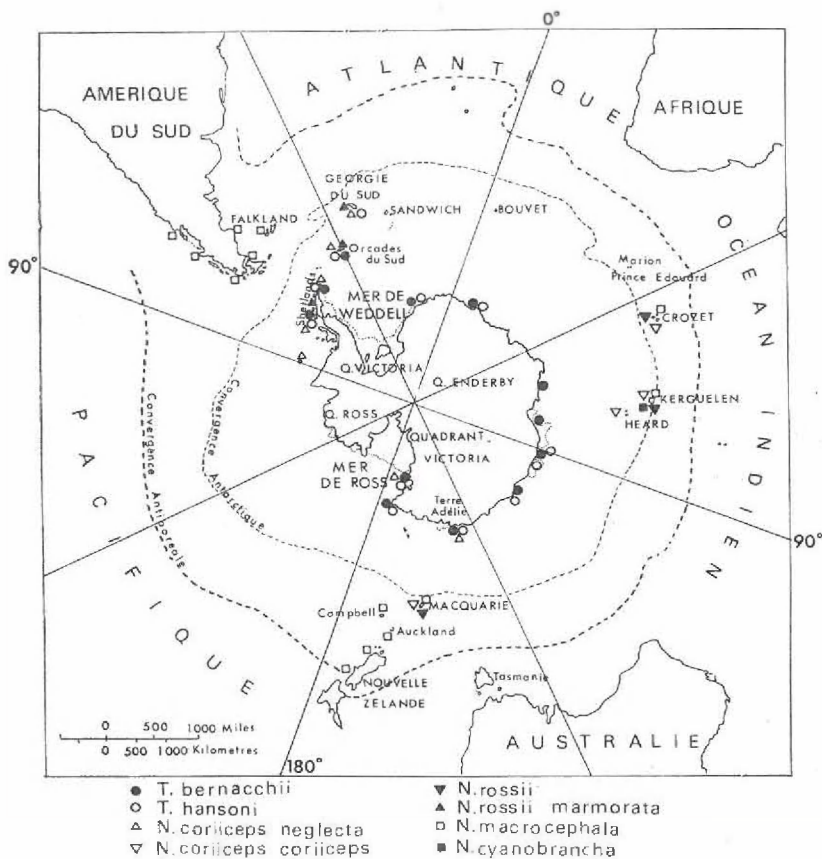 0°
ATLANTIQUE
AMERIQUE
DU SUD
AFRIQUE
GEORGIE
DU SUD
SANDWICH
BOUVET
FALKLAND
Orcades
du Sud
OCEAN INDIEN
90°
Marion
Prince Edouard
Shetlands
MER DE
WEDDELL
CROZET
Q.VICTORIA
Q. ENDERBY
KERGUELEN
HEARD
Q. ROSS
QUADRANT
VICTORIA
PACIFIQUE
Convergence Antiboreale
Convergence Antarctique
MER
DE ROSS
Terre
Adélie
90°
Campbell
MACQUARIE
Auckland
NOUVELLE
ZELANDE
Tasmanie
AUSTRALIE
0 500 1000 Miles
0 500 1000 Kilometres
180°
T. bernacchii
T. hansoni
N. coriiceps neglecta
N. coriiceps coriiceps
N. rossii
N. rossii marmorata
N. macrocephala
N. cyanobrancha